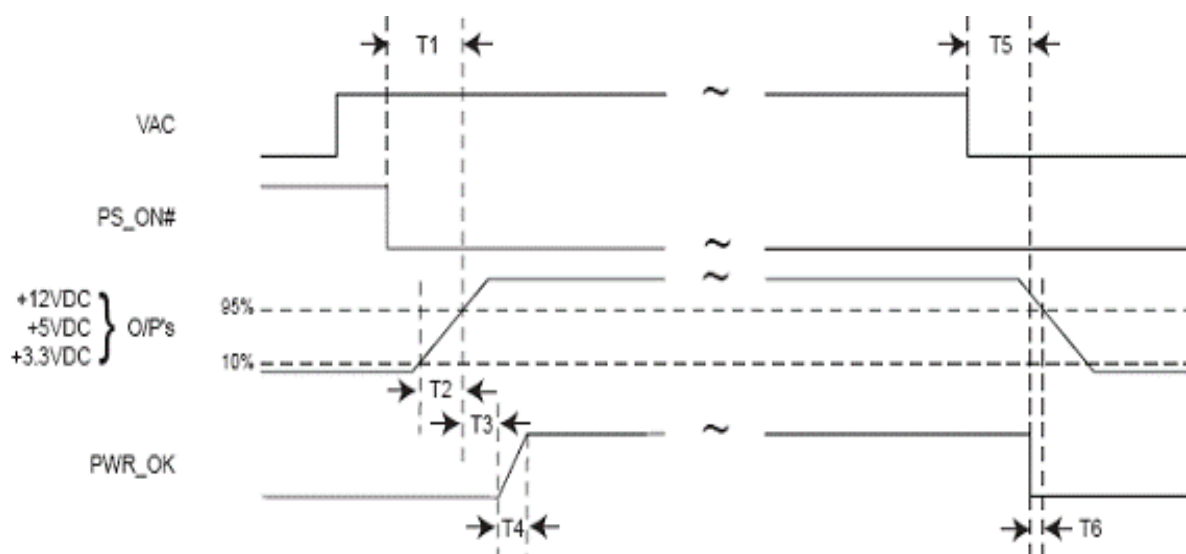 T1
T5
VAC
~
PS_ON#
~
+12VDC
+5VDC } O/P's
+3.3VDC
95%
~
10%
T2
T3
PWR_OK
~
T4
T6